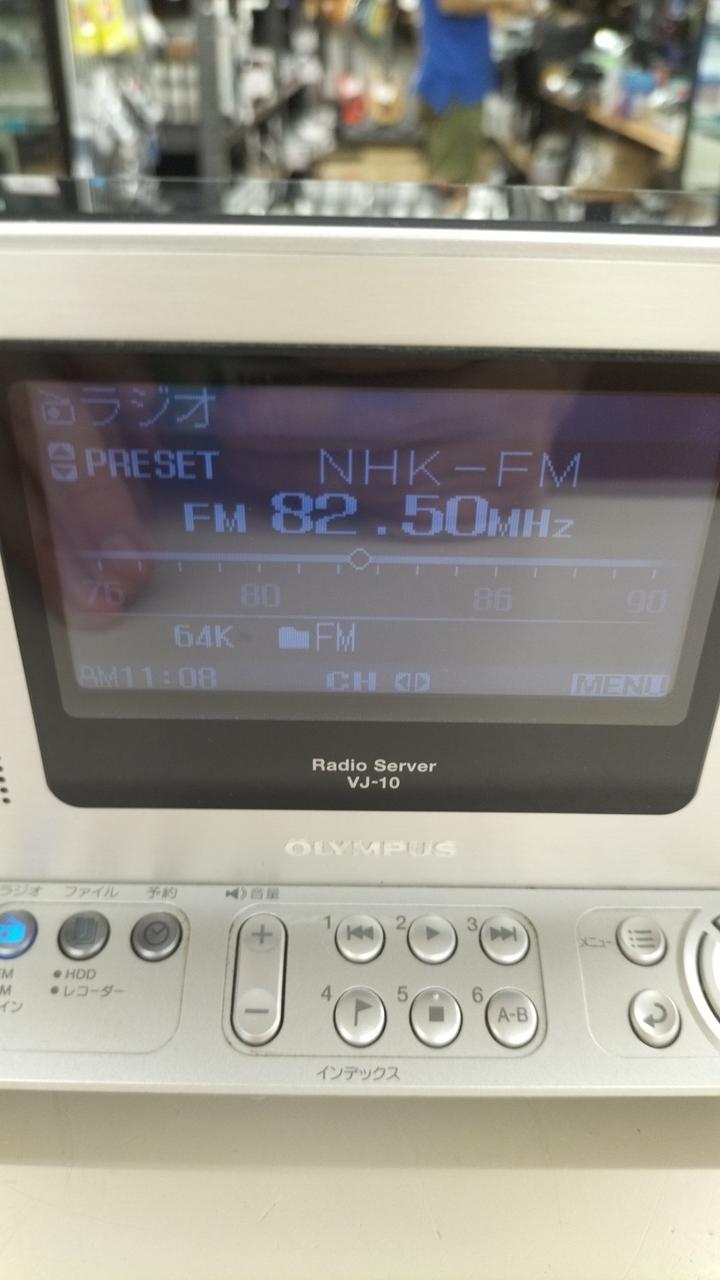 ラジオ
PRESET NHK-FM
FM 82.50MHz
76 80 86 90
64K FM
AM11:08 CH MENU
Radio Server
VJ-10
OLYMPUS
ラジオ ファイル 予約 音量
1 2 3
メニュー
HDD
レコーダー
4 5 6 A-B
インデックス